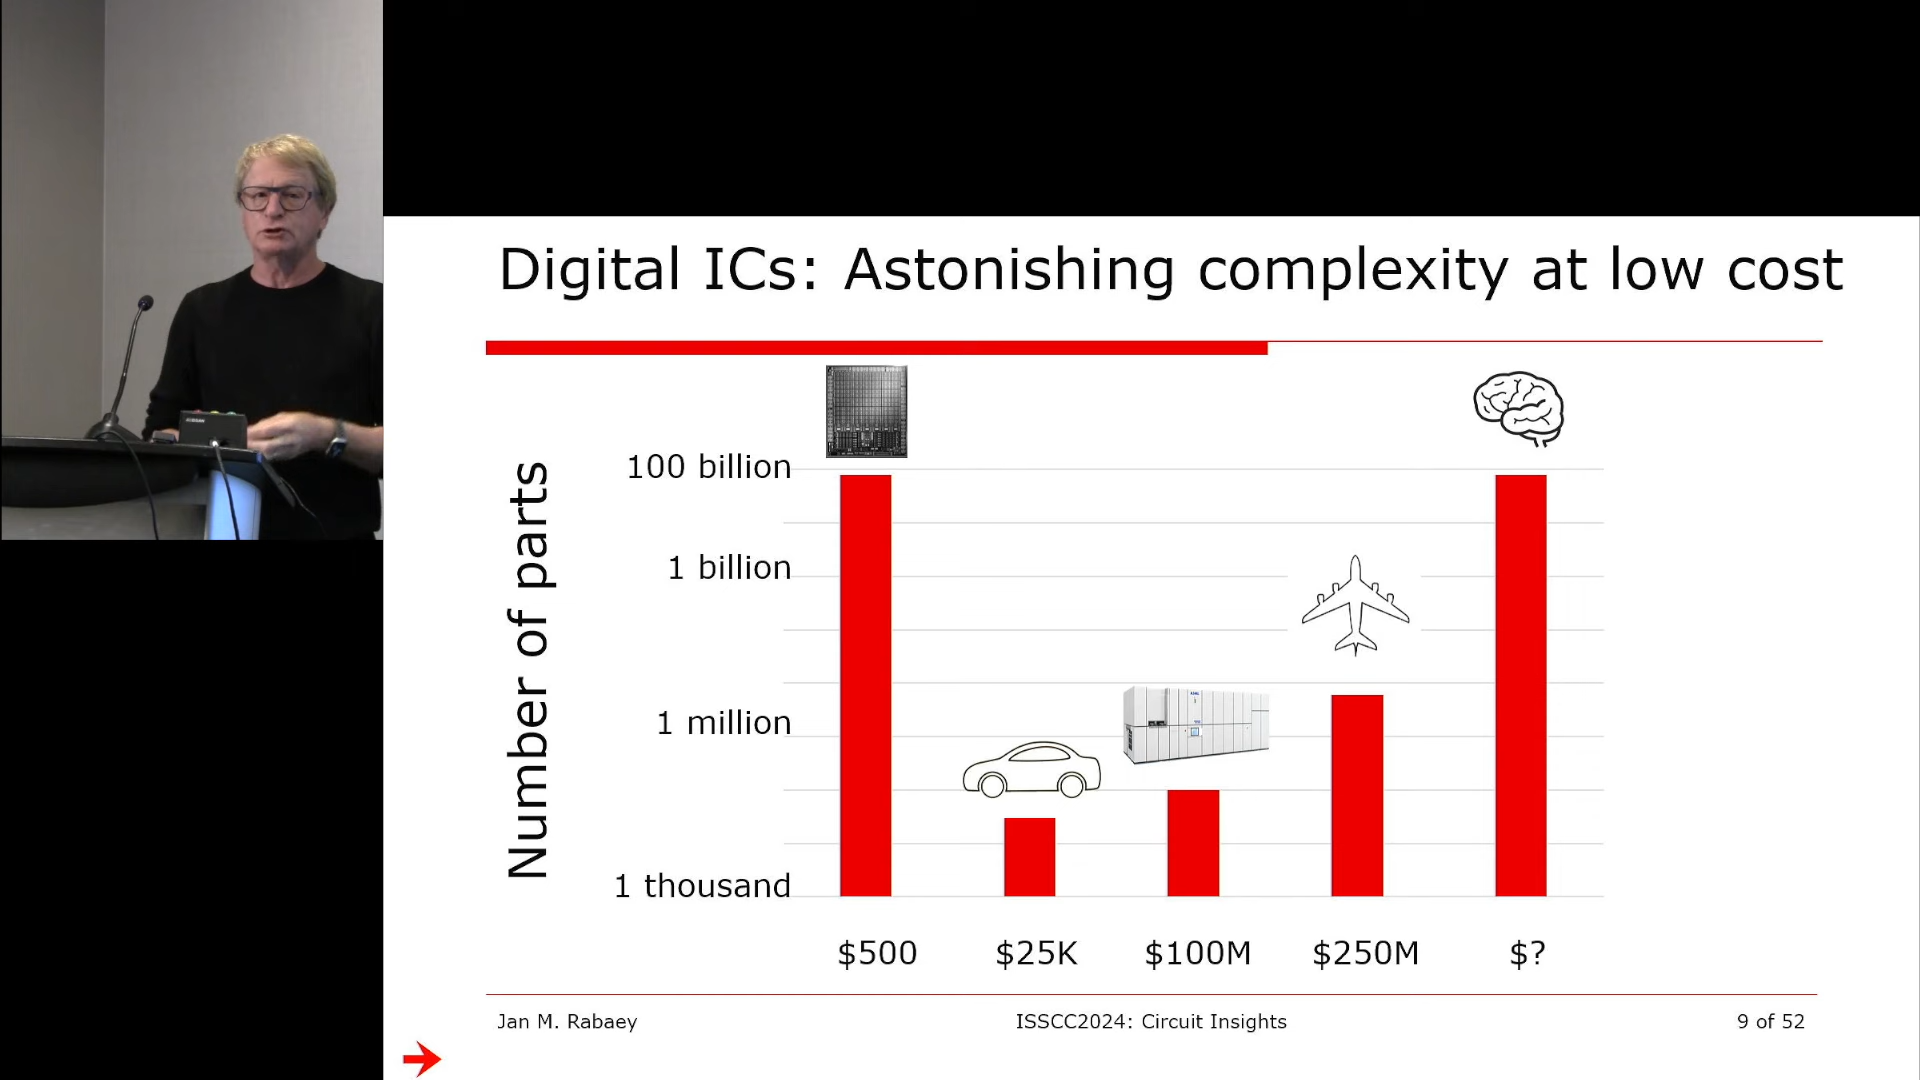 Digital ICs: Astonishing complexity at low cost
Number of parts
100 billion
1 billion
1 million
1 thousand
$500 $25K $100M $250M $?
Jan M. Rabaey ISSCC2024: Circuit Insights 9 of 52